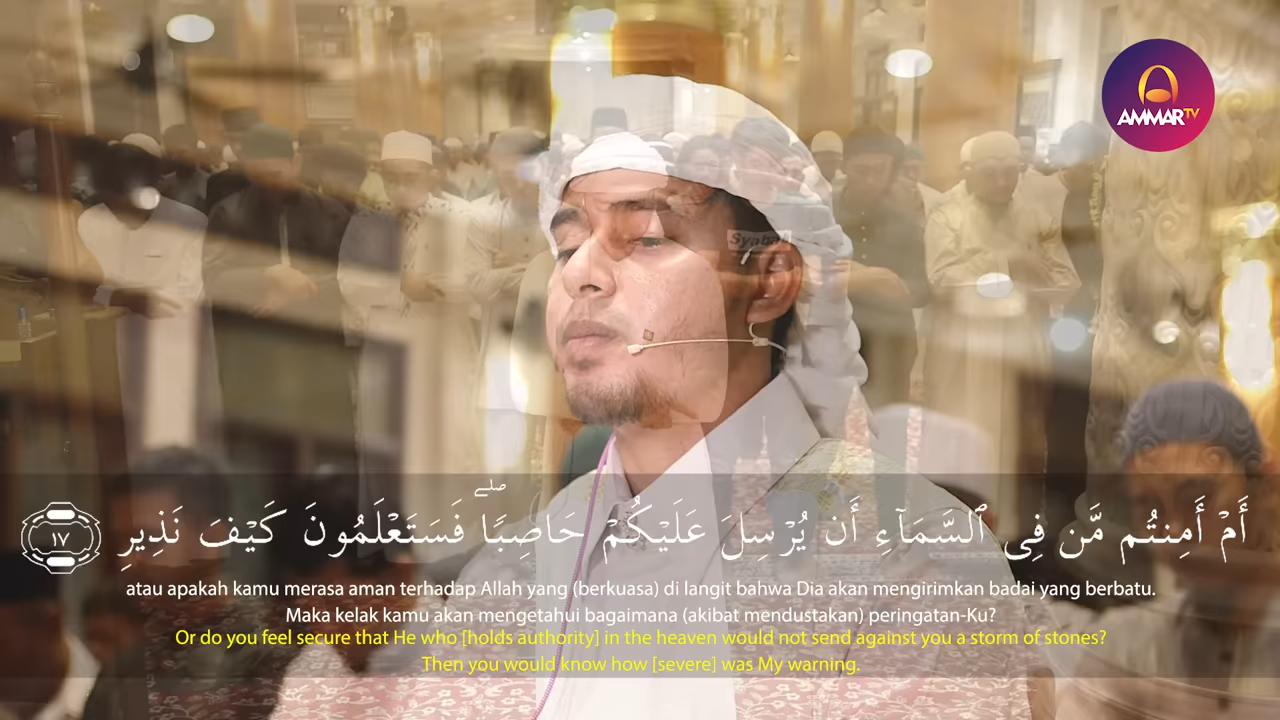 AMMARTV
أَمْ أَمِنتُم مَّن فِى ٱلسَّمَآءِ أَن يُرْسِلَ عَلَيْكُمْ حَاصِبًا ۖ فَسَتَعْلَمُونَ كَيْفَ نَذِيرِ ١٧
atau apakah kamu merasa aman terhadap Allah yang (berkuasa) di langit bahwa Dia akan mengirimkan badai yang berbatu.
Maka kelak kamu akan mengetahui bagaimana (akibat mendustakan) peringatan-Ku?
Or do you feel secure that He who [holds authority] in the heaven would not send against you a storm of stones?
Then you would know how [severe] was My warning.